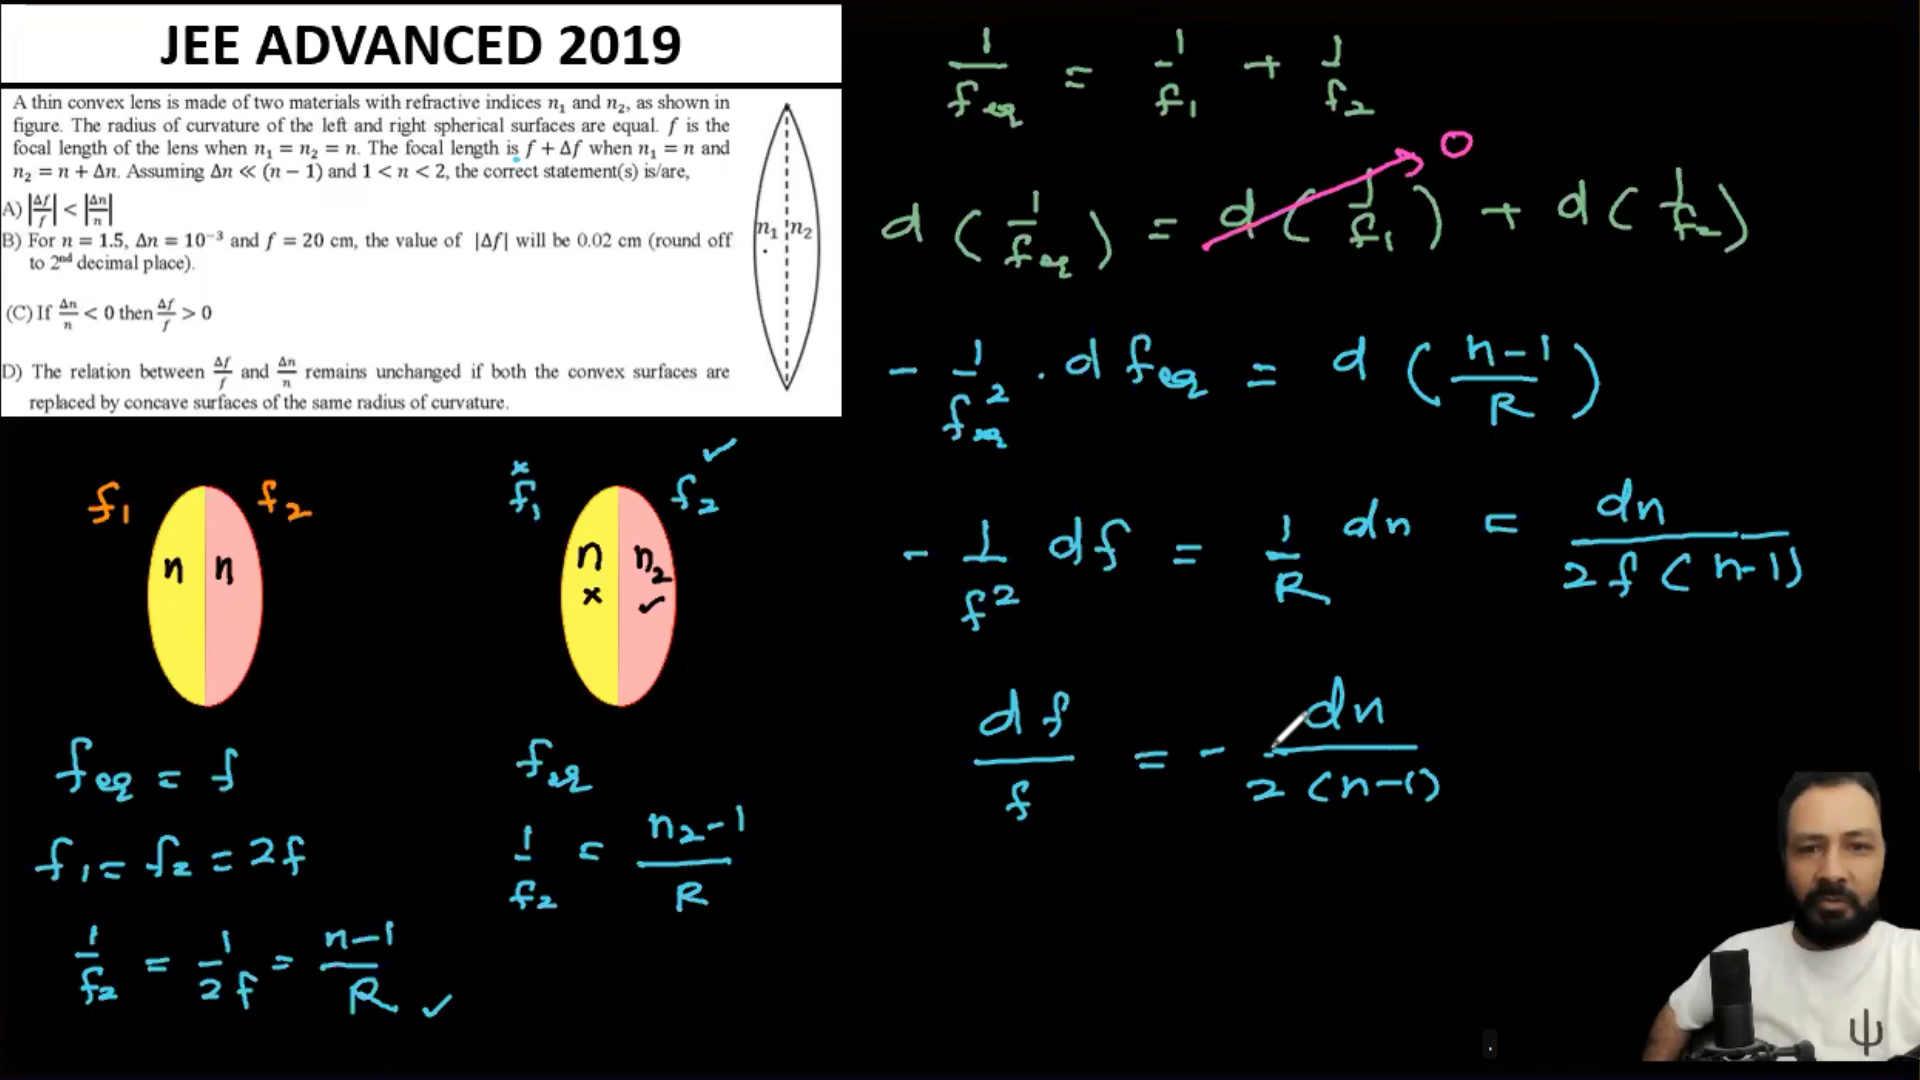 JEE ADVANCED 2019
A thin convex lens is made of two materials with refractive indices n₁ and n₂, as shown in
figure. The radius of curvature of the left and right spherical surfaces are equal. f is the
focal length of the lens when n₁ = n₂ = n. The focal length is f + Δf when n₁ = n and
n₂ = n + Δn. Assuming Δn ≪ (n − 1) and 1 < n < 2, the correct statement(s) is/are,
A) |Δf/f| < |Δn/n|
B) For n = 1.5, Δn = 10⁻³ and f = 20 cm, the value of |Δf| will be 0.02 cm (round off
to 2nd decimal place).
(C) If Δn/n < 0 then Δf/f > 0
D) The relation between Δf/f and Δn/n remains unchanged if both the convex surfaces are
replaced by concave surfaces of the same radius of curvature.
n₁ n₂
f₁ f₂
n n
feq = f
f₁ = f₂ = 2f
1/f₂ = 1/2f = n-1/R ✓
x ✓
f₁ f₂
n n₂
x ✓
feq
1/f₂ = n₂-1/R
1/feq = 1/f₁ + 1/f₂
d(1/feq) = d(1/f₁) + d(1/f₂)
0
- 1/feq² . d feq = d(n-1/R)
- 1/f² df = 1/R dn = dn/2f(n-1)
df/f = - dn/2(n-1)
ψ